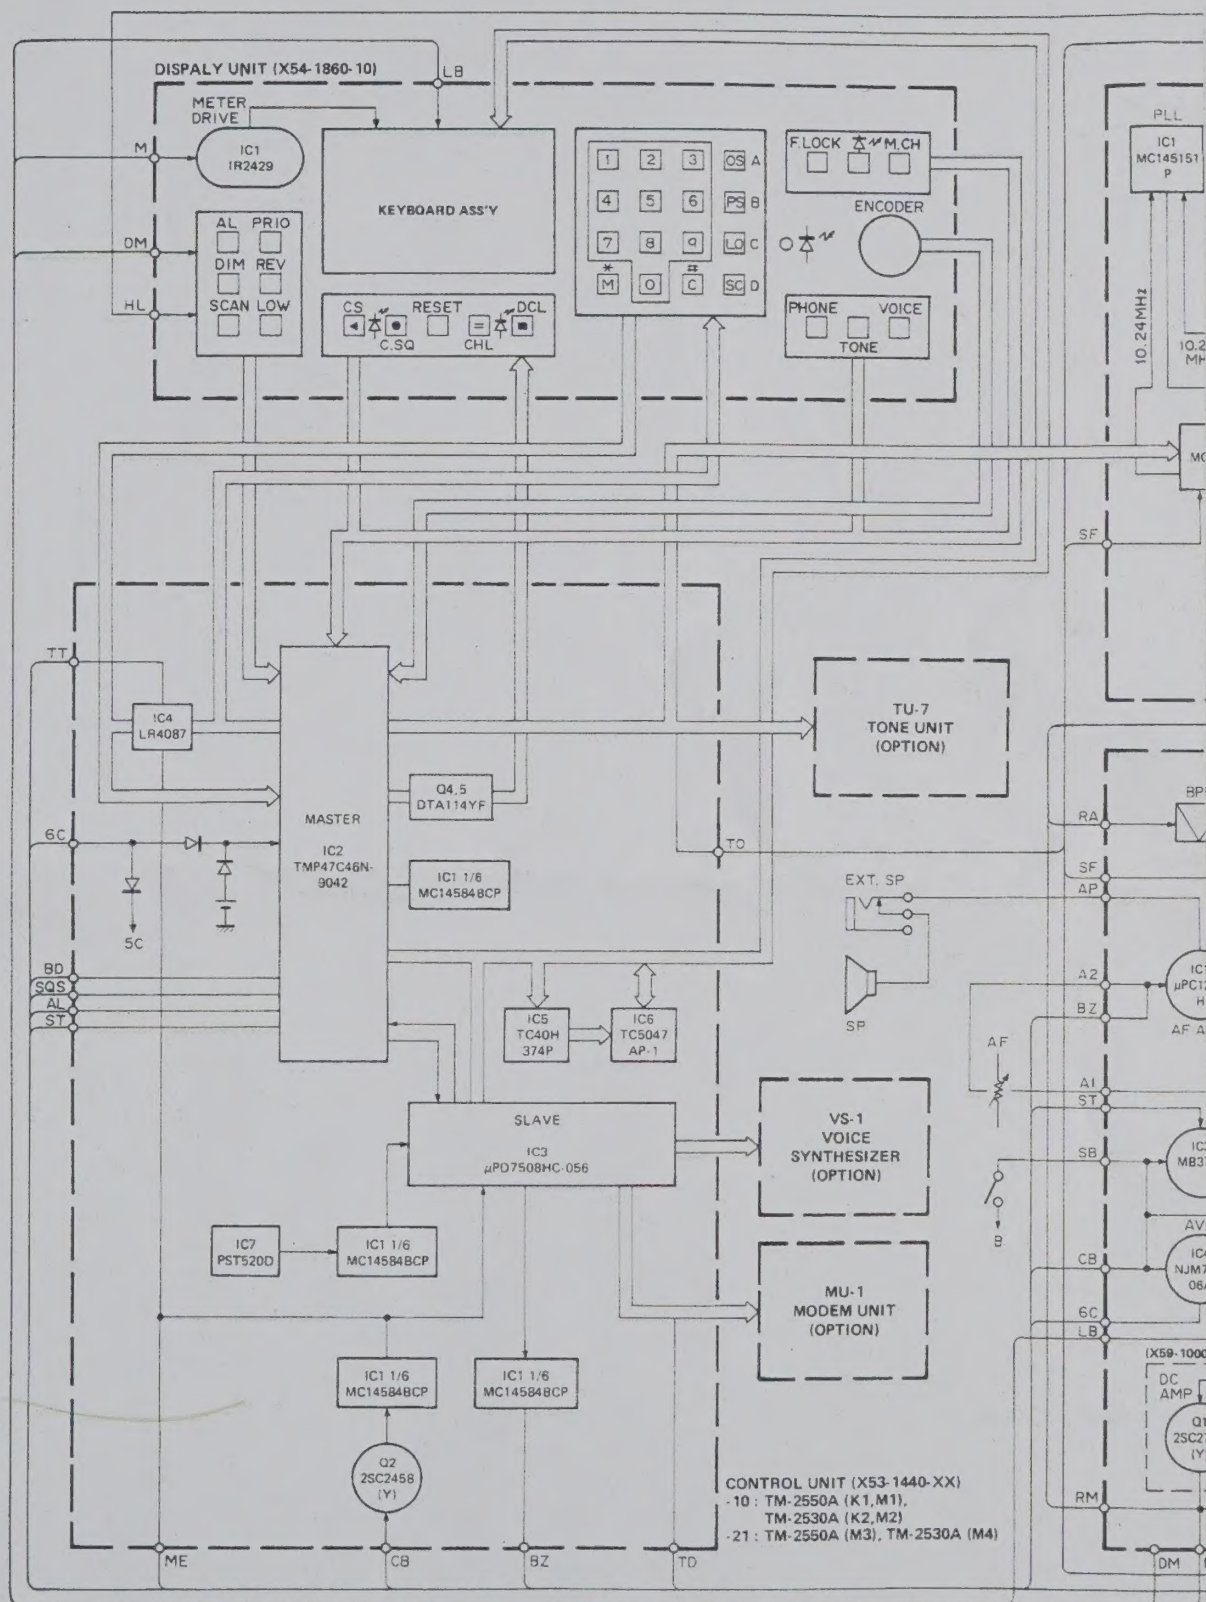 DISPALY UNIT (X54-1860-10)
LB
METER
DRIVE
IC1
IR2429
M
KEYBOARD ASS'Y
1 2 3 OS A
4 5 6 PS B
7 8 9 LO C
* #
M 0 C SC D
F.LOCK M.CH
ENCODER
PLL
IC1
MC145151
P
DM
HL
AL PRIO
DIM REV
SCAN LOW
CS RESET DCL
C.SQ CHL
PHONE VOICE
TONE
10.24MHz
SF
TT
IC4
LR4087
MASTER
IC2
TMP47C46N-
9042
Q4,5
DTA114YF
IC1 1/6
MC14584BCP
TU-7
TONE UNIT
(OPTION)
6C
5C
TO
BD
SQS
AL
ST
IC5
TC40H
374P
IC6
TC5047
AP-1
EXT. SP
SP
RA
SF
AP
A2
BZ
AF
A1
ST
SB
B
CB
6C
LB
SLAVE
IC3
μPD7508HC-056
VS-1
VOICE
SYNTHESIZER
(OPTION)
IC7
PST520D
IC1 1/6
MC14584BCP
MU-1
MODEM UNIT
(OPTION)
IC1 1/6
MC14584BCP
IC1 1/6
MC14584BCP
Q2
2SC2458
(Y)
DC
AMP
CONTROL UNIT (X53-1440-XX)
-10 : TM-2550A (K1,M1),
TM-2530A (K2,M2)
-21 : TM-2550A (M3), TM-2530A (M4)
RM
ME
CB
BZ
TD
DM